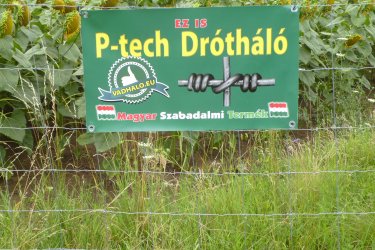 EZ IS
P-tech Drótháló
VADHALO.EU
Magyar Szabadalmi Termék